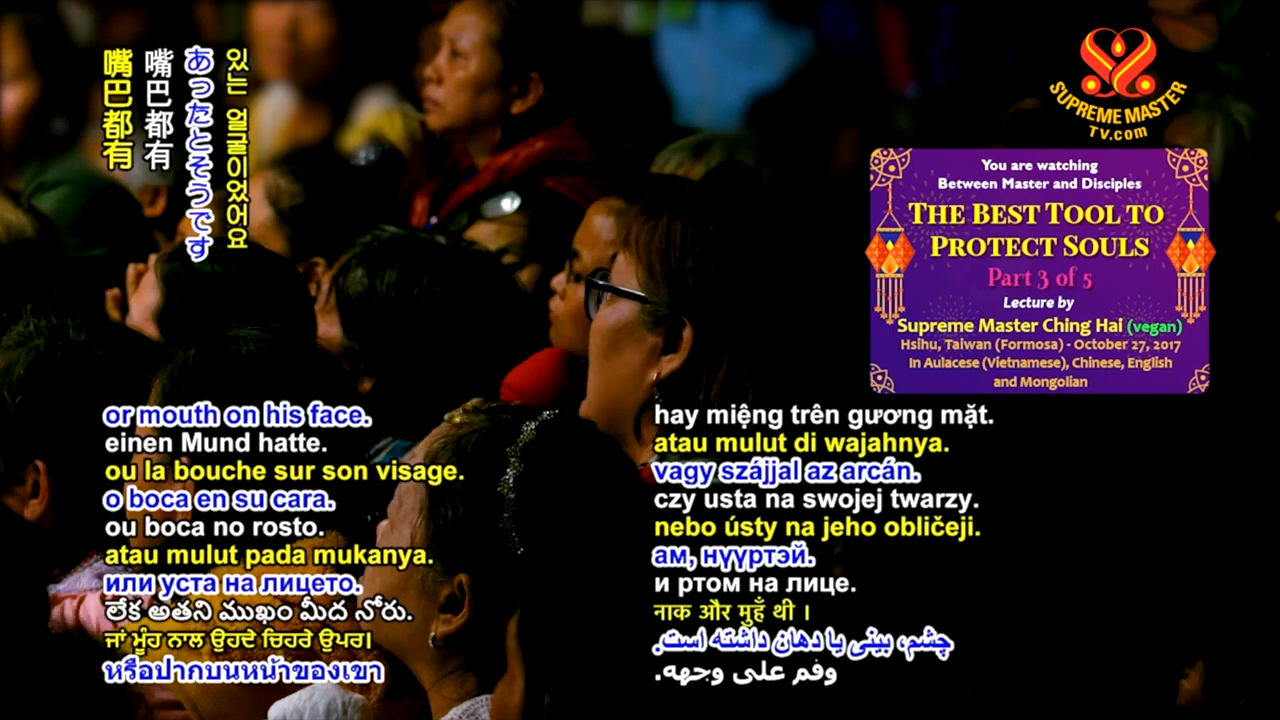 嘴巴都有
嘴巴都有
あったとそうです
있는 얼굴이었어요
SUPREME MASTER
TV.com
You are watching
Between Master and Disciples
THE BEST TOOL TO
PROTECT SOULS
Part 3 of 5
Lecture by
Supreme Master Ching Hai (vegan)
Hsihu, Taiwan (Formosa) - October 27, 2017
In Aulacese (Vietnamese), Chinese, English
and Mongolian
or mouth on his face.
einen Mund hatte.
ou la bouche sur son visage.
o boca en su cara.
ou boca no rosto.
atau mulut pada mukanya.
или уста на лицето.
లేక అతని ముఖం మీద నోరు.
ਜਾਂ ਮੂੰਹ ਨਾਲ ਉਹਦੇ ਚਿਹਰੇ ਉਪਰ।
หรือปากบนหน้าของเขา
hay miệng trên gương mặt.
atau mulut di wajahnya.
vagy szájjal az arcán.
czy usta na swojej twarzy.
nebo ústy na jeho obličeji.
ам, нүүртэй.
и ртом на лице.
नाक और मुहँ थी ।
چشم، بینی یا دهان داشته است.
وفم على وجهه.